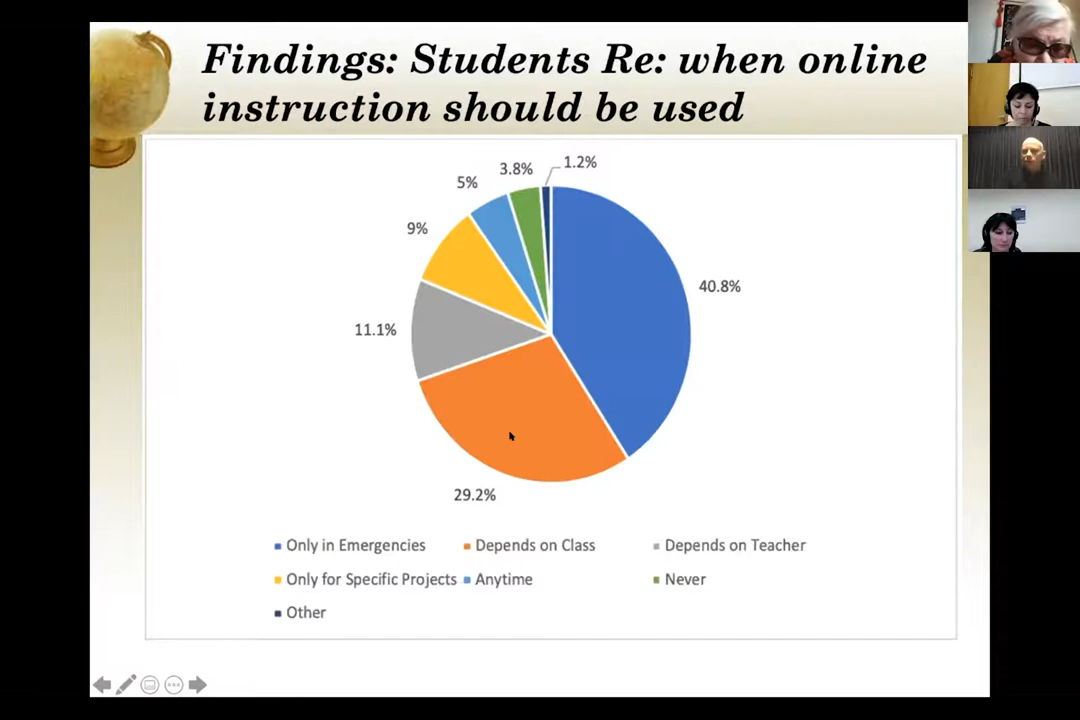 Findings: Students Re: when online
instruction should be used
1.2%
3.8%
5%
9%
40.8%
11.1%
29.2%
Only in Emergencies Depends on Class Depends on Teacher
Only for Specific Projects Anytime Never
Other